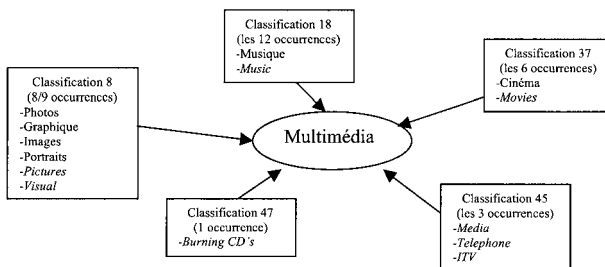 Classification 18
(les 12 occurrences)
-Musique
-Music
Classification 37
(les 6 occurrences)
-Cinéma
-Movies
Classification 8
(8/9 occurrences)
-Photos
-Graphique
-Images
-Portraits
-Pictures
-Visual
Multimédia
Classification 47
(1 occurrence)
-Burning CD's
Classification 45
(les 3 occurrences)
-Media
-Telephone
-ITV